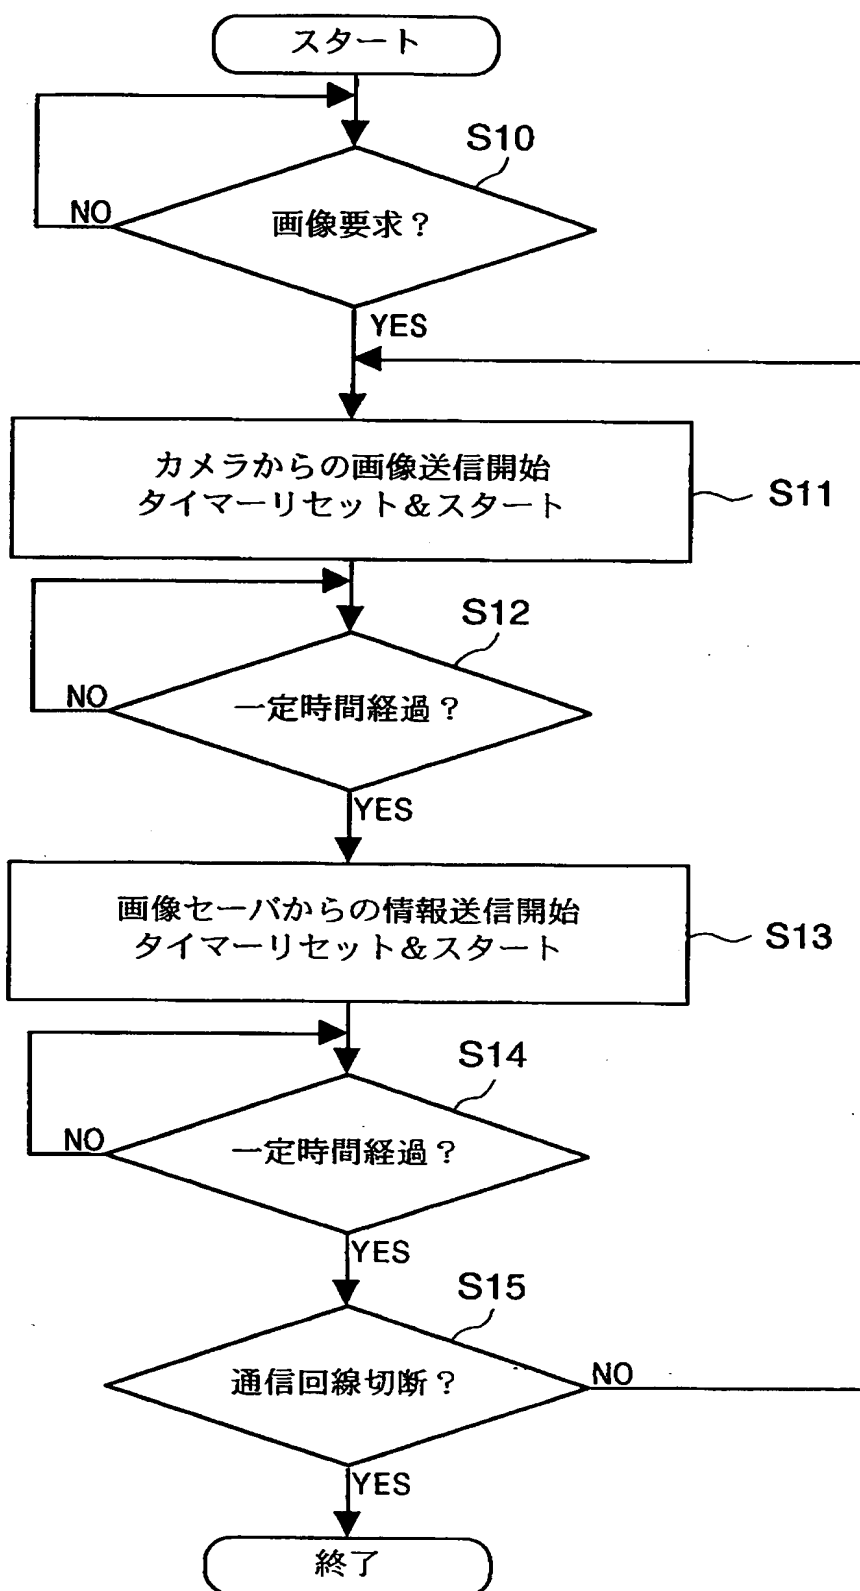 スタート
S10
NO
画像要求？
YES
カメラからの画像送信開始
タイマーリセット＆スタート
S11
S12
NO
一定時間経過？
YES
画像セーバからの情報送信開始
タイマーリセット＆スタート
S13
S14
NO
一定時間経過？
YES
S15
通信回線切断？
NO
YES
終了